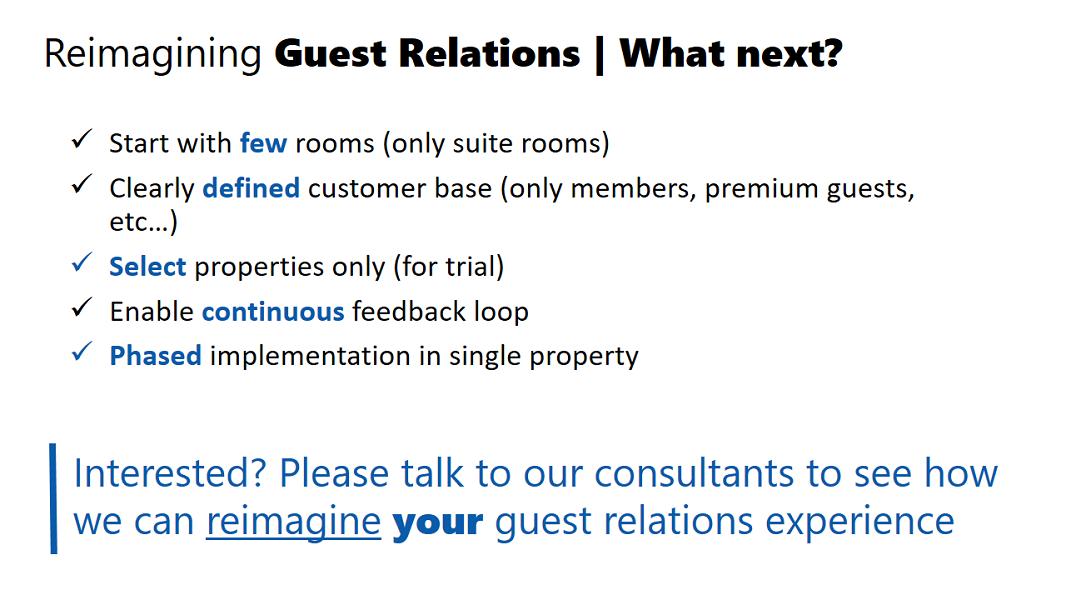 Reimagining Guest Relations | What next?
✓ Start with few rooms (only suite rooms)
✓ Clearly defined customer base (only members, premium guests,
etc...)
✓ Select properties only (for trial)
✓ Enable continuous feedback loop
✓ Phased implementation in single property
Interested? Please talk to our consultants to see how
we can reimagine your guest relations experience